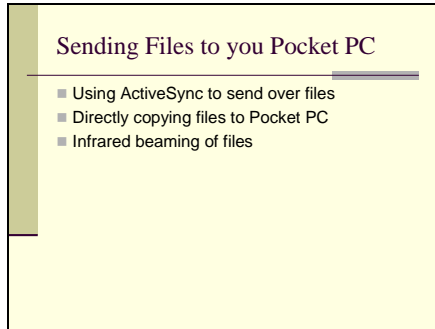 Sending Files to you Pocket PC
Using ActiveSync to send over files
Directly copying files to Pocket PC
Infrared beaming of files